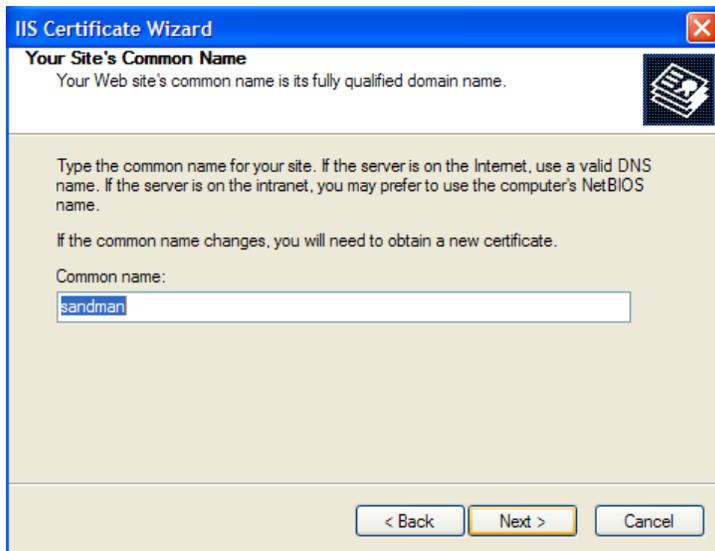 IIS Certificate Wizard
Your Site's Common Name
Your Web site's common name is its fully qualified domain name.
Type the common name for your site. If the server is on the Internet, use a valid DNS
name. If the server is on the intranet, you may prefer to use the computer's NetBIOS
name.
If the common name changes, you will need to obtain a new certificate.
Common name:
sandman
< Back Next > Cancel